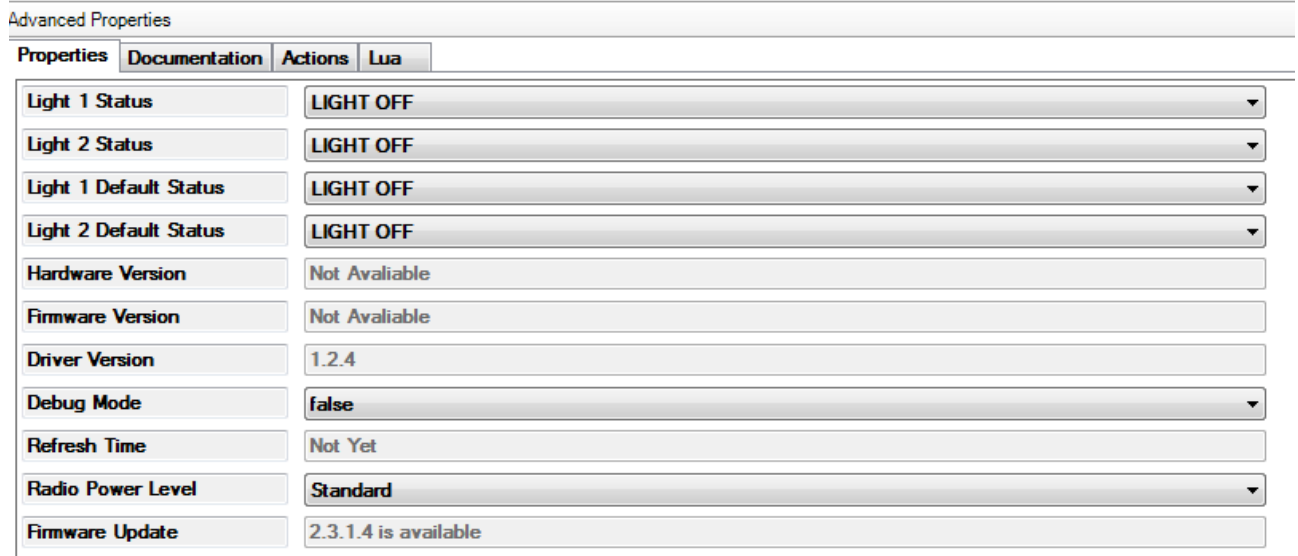 Advanced Properties
Properties Documentation Actions Lua
Light 1 Status LIGHT OFF
Light 2 Status LIGHT OFF
Light 1 Default Status LIGHT OFF
Light 2 Default Status LIGHT OFF
Hardware Version Not Avaliable
Firmware Version Not Avaliable
Driver Version 1.2.4
Debug Mode false
Refresh Time Not Yet
Radio Power Level Standard
Firmware Update 2.3.1.4 is available